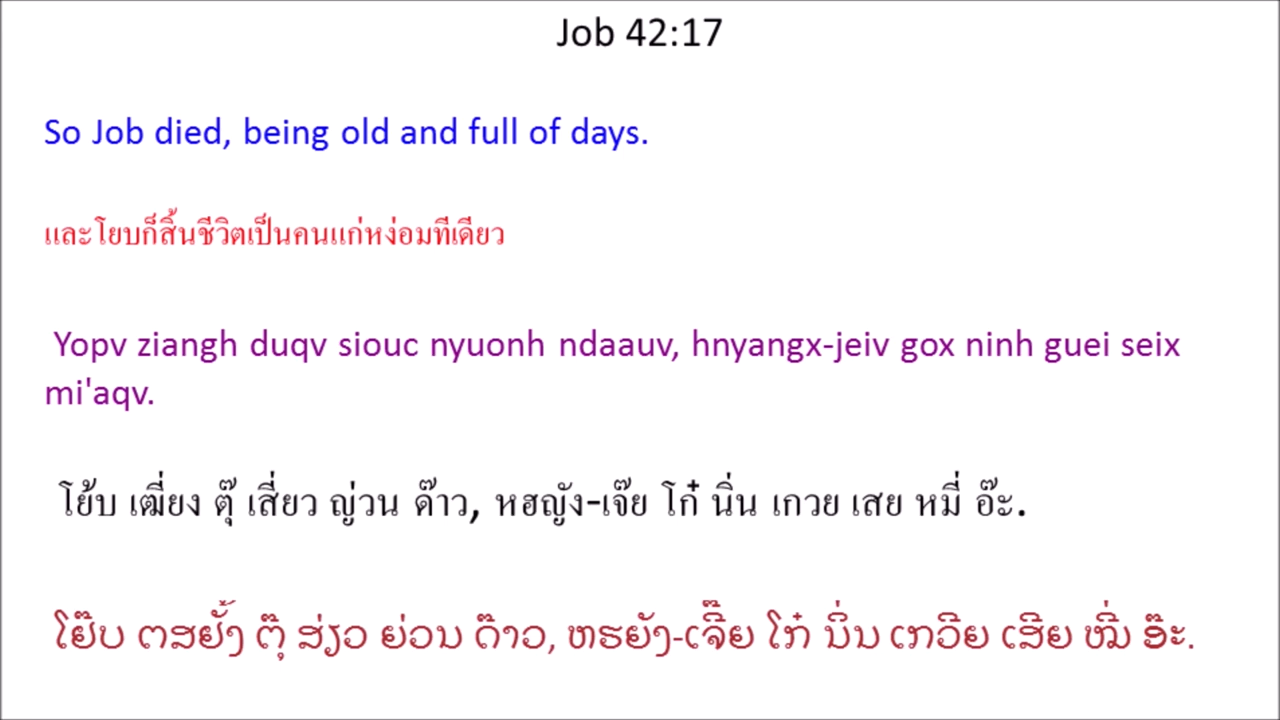 Job 42:17
So Job died, being old and full of days.
และโยบก็สิ้นชีวิตเป็นคนแก่หง่อมทีเดียว
Yopv ziangh duqv siouc nyuonh ndaauv, hnyangx-jeiv gox ninh guei seix
mi'aqv.
โย้บ เฒี่ยง ตุ๊ เสี่ยว ญ่วน ด๊าว, หฮญัง-เจ๊ย โก๋ นิ่น เกวย เสย หมี่ อ๊ะ.
ໂຢ໊ບ ຕສຢັ້ງ ຕຸ໊ ສ່ຽວ ຍ່ວນ ດ໊າວ, ຫຮຍັງ-ເຈີ໊ຍ ໂກ໋ ນິ່ນ ເກວີຍ ເສີຍ ໝີ່ ອ໊ະ.